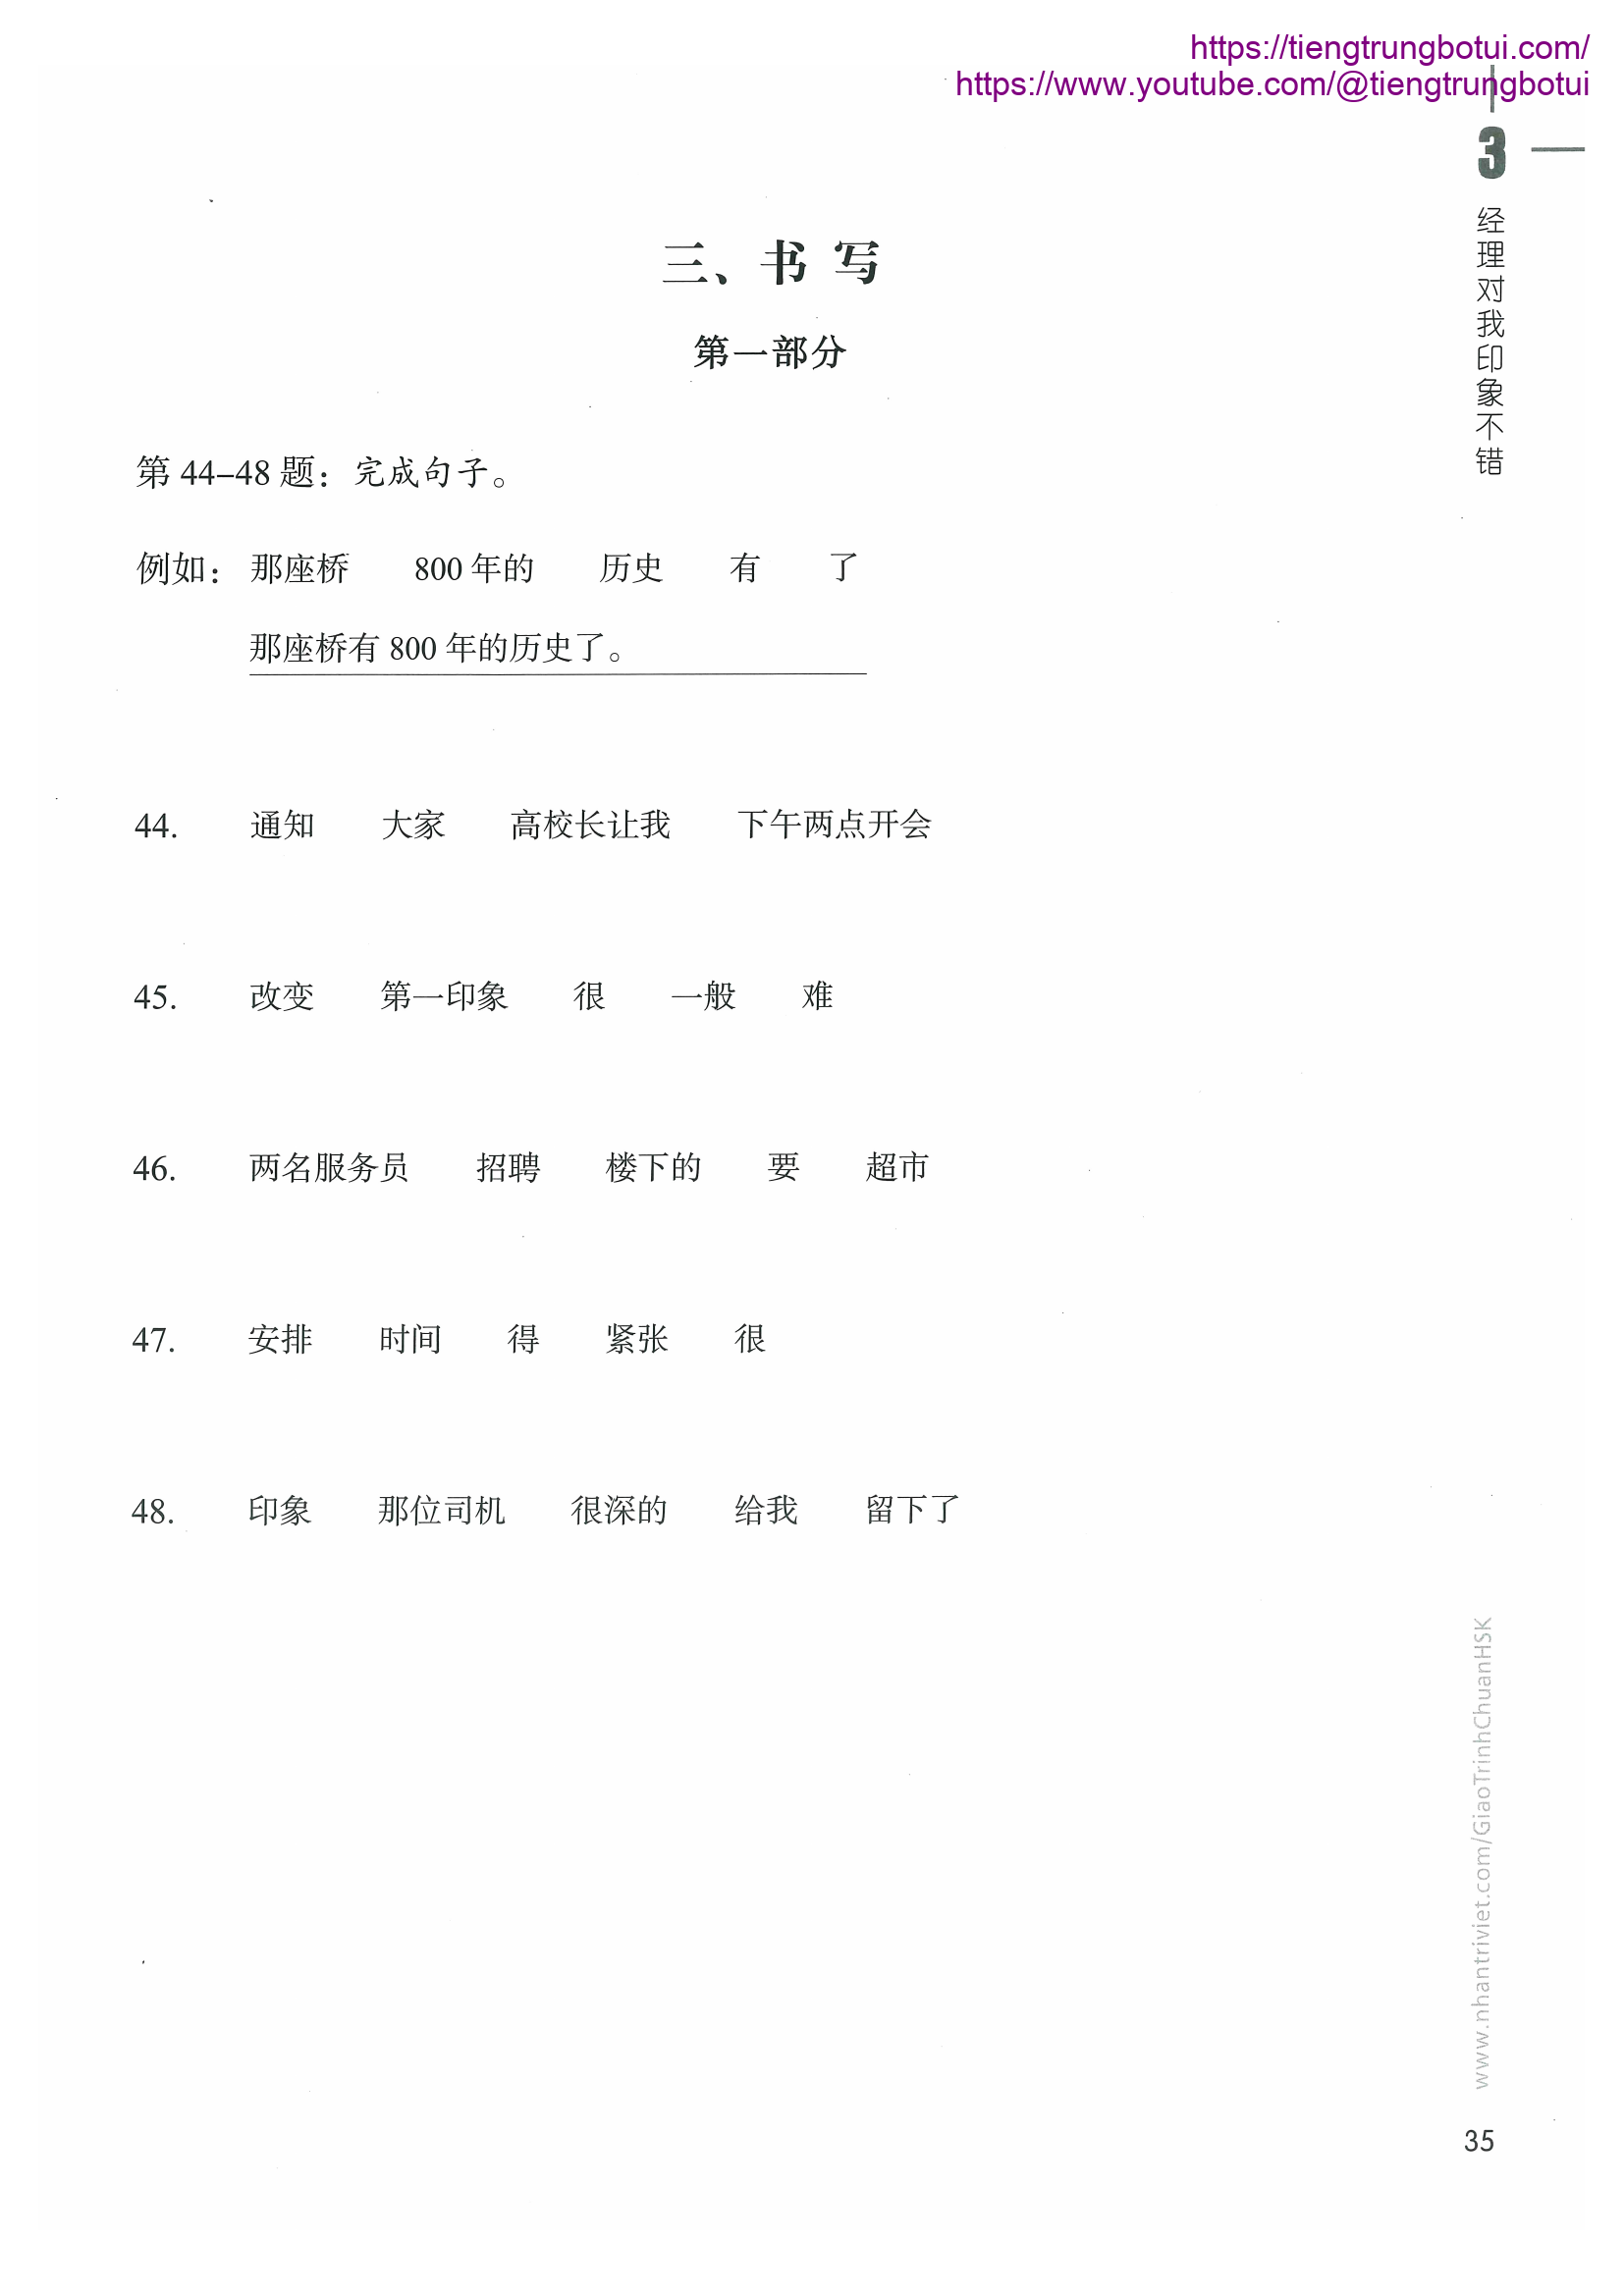 https://tiengtrungbotui.com/
https://www.youtube.com/@tiengtrungbotui
3
经理对我印象不错
三、书 写
第一部分
第 44–48 题：完成句子。
例如：那座桥 800 年的 历史 有 了
那座桥有 800 年的历史了。
44. 通知 大家 高校长让我 下午两点开会
45. 改变 第一印象 很 一般 难
46. 两名服务员 招聘 楼下的 要 超市
47. 安排 时间 得 紧张 很
48. 印象 那位司机 很深的 给我 留下了
www.nhantriviet.com/GiaoTrinhChuanHSK
35